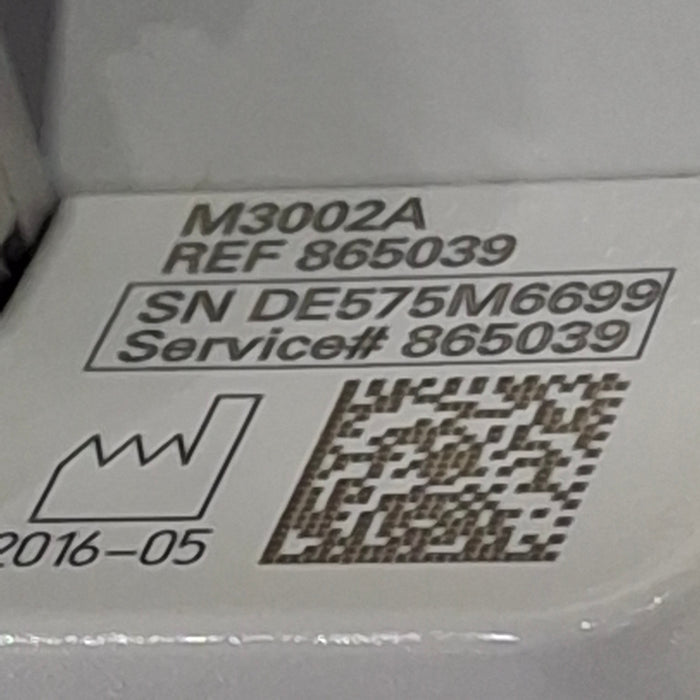 M3002A
REF 865039
SN DE575M6699
Service# 865039
2016-05